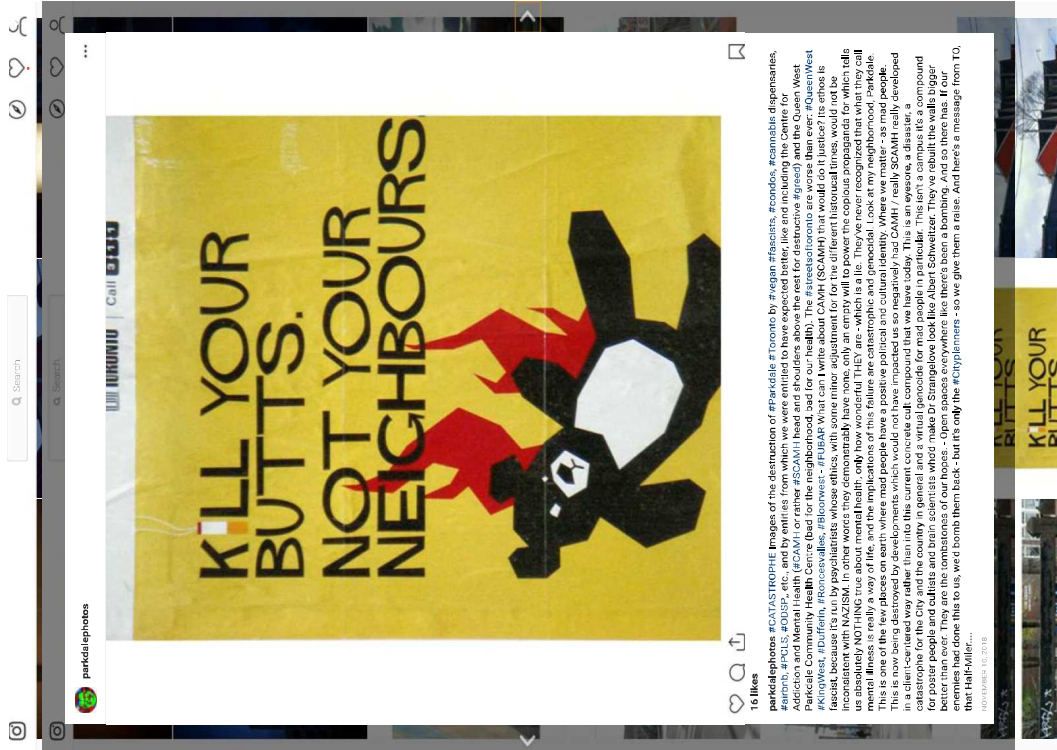 Search
Search
parkdalephotos
TORONTO | Call
KILL YOUR
BUTTS.
NOT YOUR
NEIGHBOURS
16 likes
parkdalephotos #CATASTROPHE Images of the destruction of #Parkdale #Toronto by #vegan #fascists, #condos, #cannabis dispensaries,
#airbnb, #PCLS, #ODSP,, etc., and by entities from which we were entitled to have expected better, like and including the Centre for
Addiction and Mental Health (#CAMH or rather #SCAMH head and shoulders above the rest for destructive #greed) and the Queen West
Parkdale Community Health Centre (bad for the neighborhood, bad for our health). The #streetsoftoronto are worse than ever: #QueenWest
#KingWest, #Dufferin, #Roncesvalles, #Bloorwest - #FUBAR What can I write about CAMH (SCAMH) that would do it justice? Its ethos is
fascist, because it's run by psychiatrists whose ethics, with some minor adjustment for for the different historucal times, would not be
inconsistent with NAZISM. In other words they demonstrably have none, only an empty will to power the copious propaganda for which tells
us absolutely NOTHING true about mental health, only how wonderful THEY are - which is a lie. They've never recognized that what they call
mental illness is really a way of life, and the implications of this failure are catastrophic and genocidal. Look at my neighborhood, Parkdale.
This is one of the few places on earth where mad people have a positive political and cultural identity. Where we matter - as mad people.
This is now being destroyed by developments which would not have impacted us so negatively had CAMH / really SCAMH really developed
in a client-centered way rather than into this current concrete cult compound that we have today. This is an eyesore, a disaster, a
catastrophe for the City and the country in general and a virtual genocide for mad people in particular. This isn't a campus it's a compound
for poster people and cultists and brain scientists who'd make Dr Strangelove look like Albert Schweitzer. They've rebuilt the walls bigger
better than ever. They are the tombstones of our hopes. - Open spaces everywhere like there's been a bombing. And so there has. If our
enemies had done this to us, we'd bomb them back - but it's only the #Cityplanners - so we give them a raise. And here's a message from TO,
that Half-Miler....
NOVEMBER 10, 2018